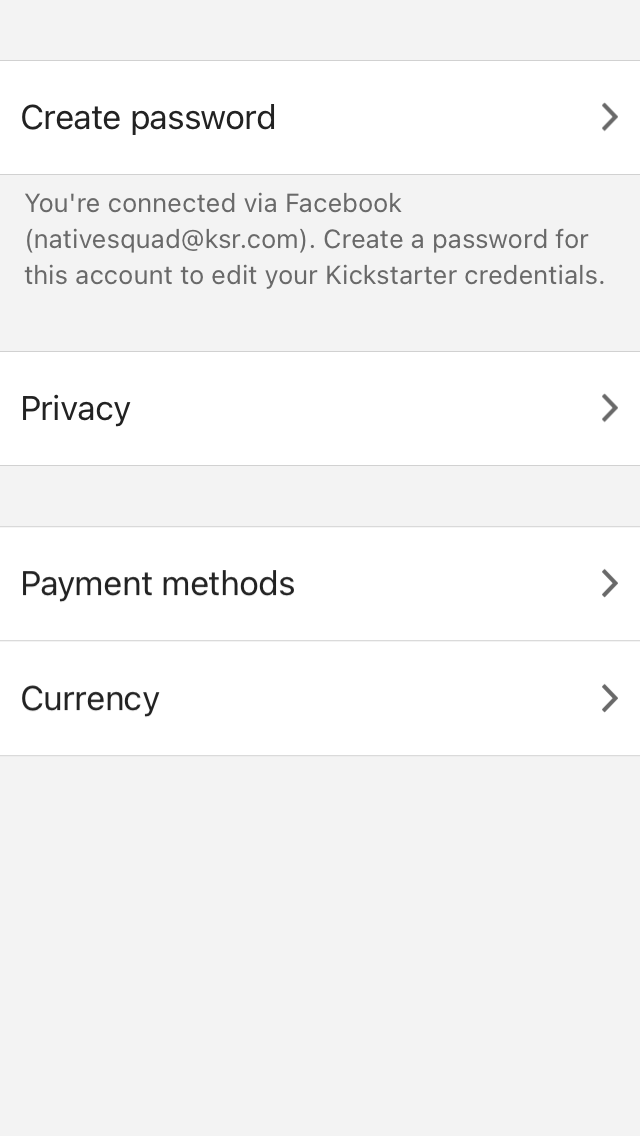 Create password
You're connected via Facebook
(nativesquad@ksr.com). Create a password for
this account to edit your Kickstarter credentials.
Privacy
Payment methods
Currency